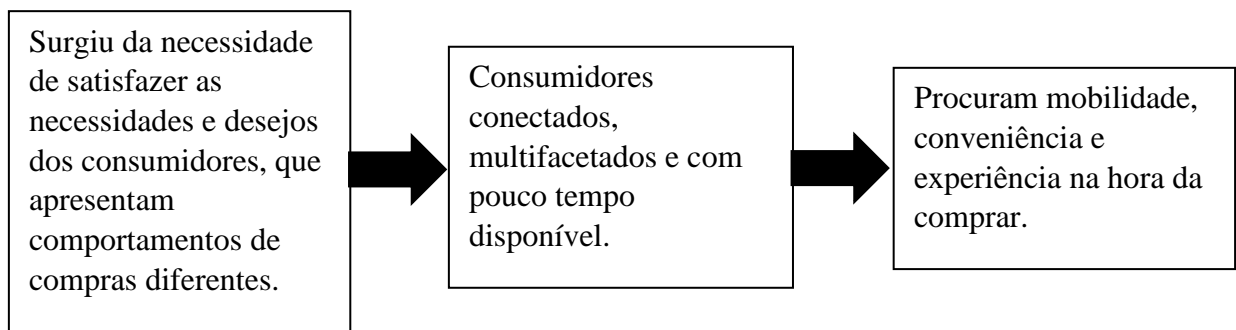 Surgiu da necessidade
de satisfazer as
necessidades e desejos
dos consumidores, que
apresentam
comportamentos de
compras diferentes.
Consumidores
conectados,
multifacetados e com
pouco tempo
disponível.
Procuram mobilidade,
conveniência e
experiência na hora da
comprar.